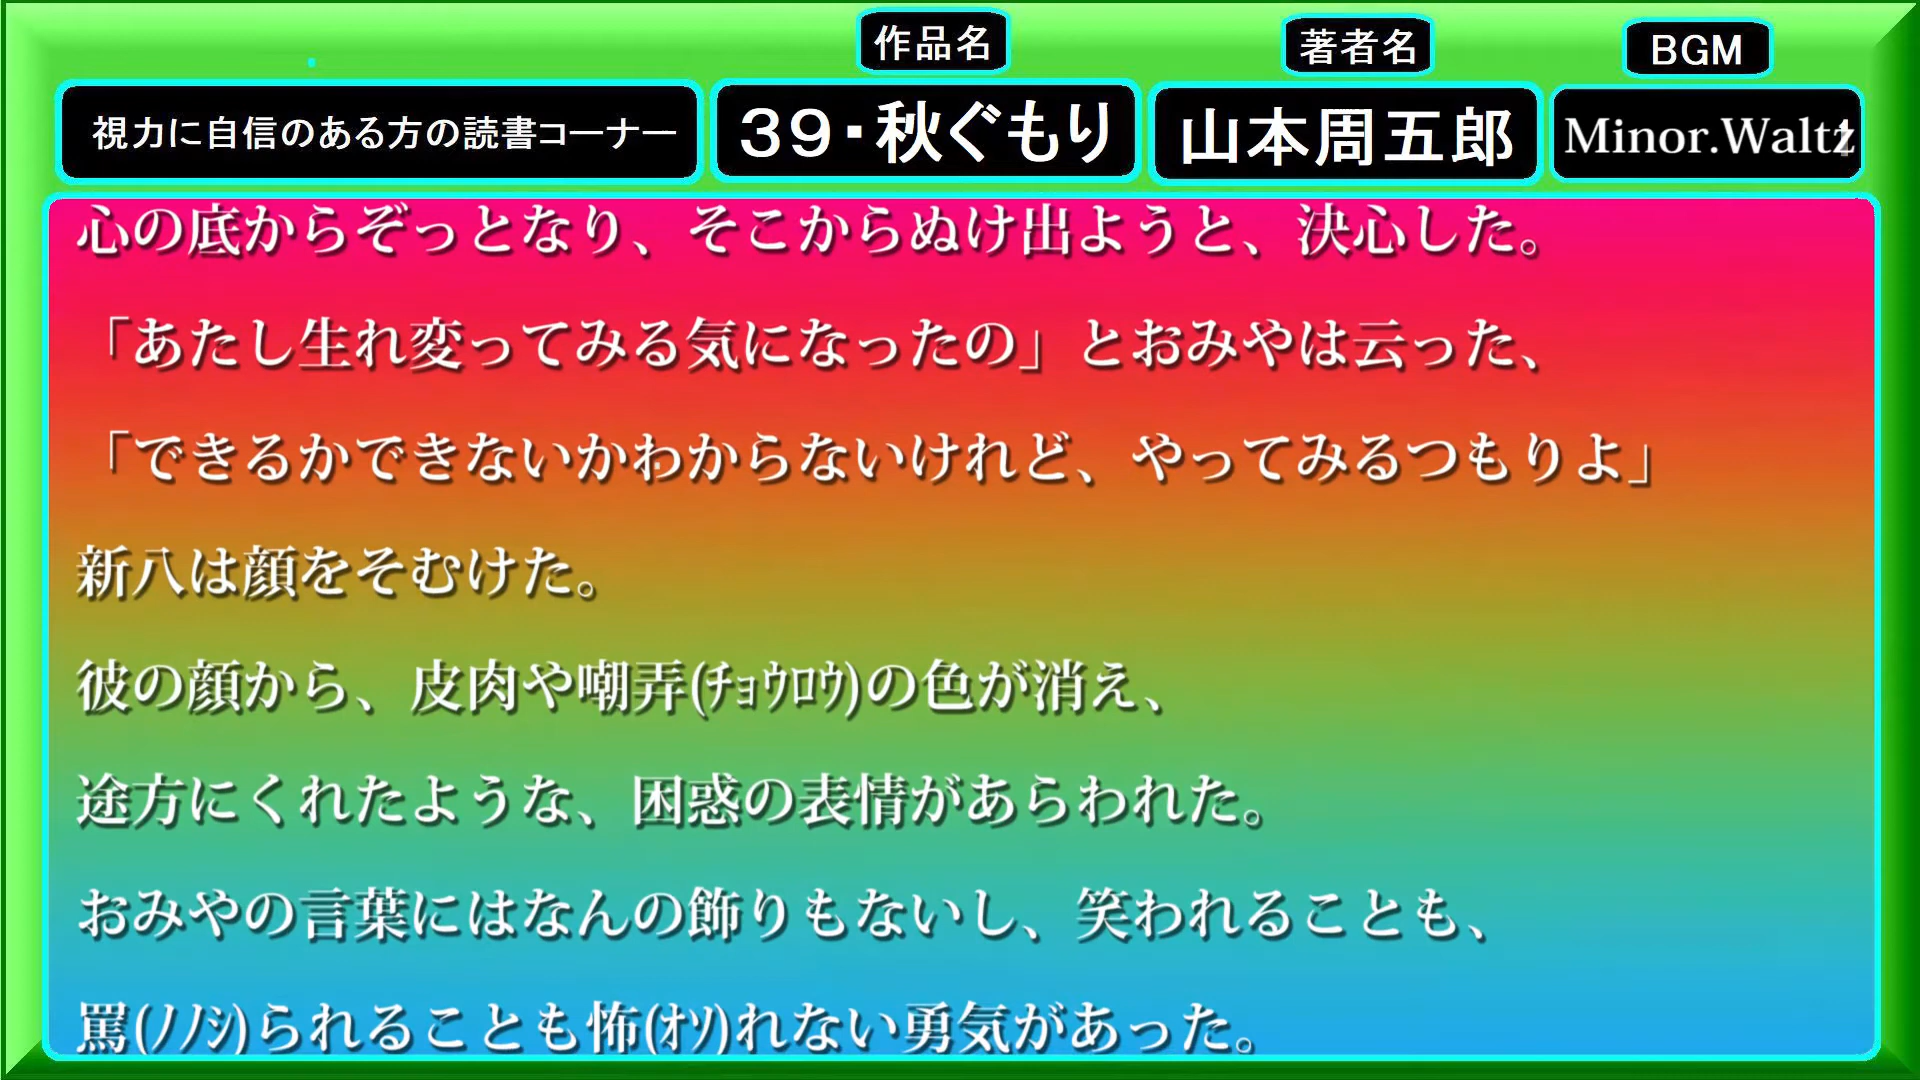 作品名
著者名
BGM
視力に自信のある方の読書コーナー
39・秋ぐもり
山本周五郎
Minor.Waltz
心の底からぞっとなり、そこからぬけ出ようと、決心した。
「あたし生れ変ってみる気になったの」とおみやは云った、
「できるかできないかわからないけれど、やってみるつもりよ」
新八は顔をそむけた。
彼の顔から、皮肉や嘲弄(ﾁｮｳﾛｳ)の色が消え、
途方にくれたような、困惑の表情があらわれた。
おみやの言葉にはなんの飾りもないし、笑われることも、
罵(ﾉﾉｼ)られることも怖(ｵｿ)れない勇気があった。